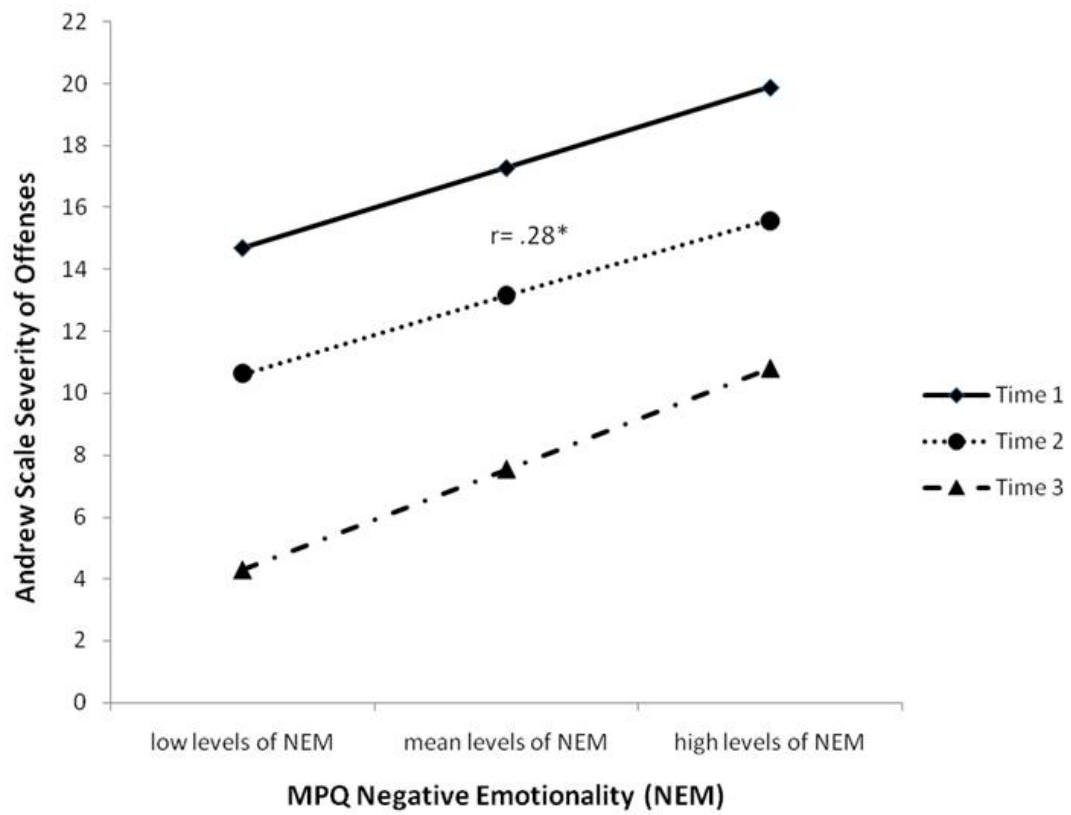 22
20
18
16
14
12
10
8
6
4
2
0
Andrew Scale Severity of Offenses
r= .28*
Time 1
Time 2
Time 3
low levels of NEM
mean levels of NEM
high levels of NEM
MPQ Negative Emotionality (NEM)